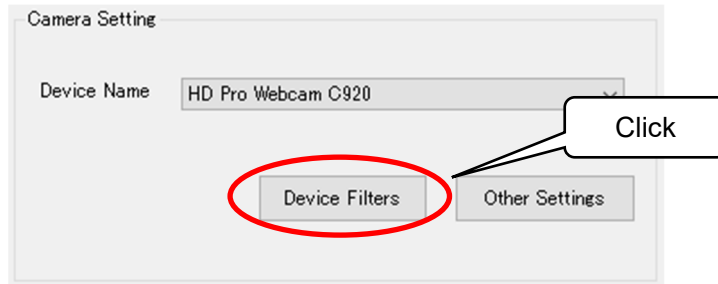 Camera Setting
Device Name
HD Pro Webcam C920
Click
Device Filters
Other Settings